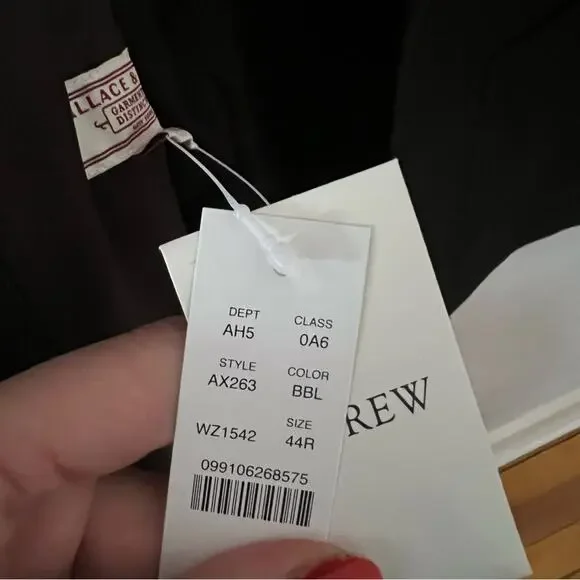 LLACE &
GARMEN
DISTINC
DEPT CLASS
AH5 0A6
STYLE COLOR
AX263 BBL
SIZE
WZ1542 44R
099106268575
REW